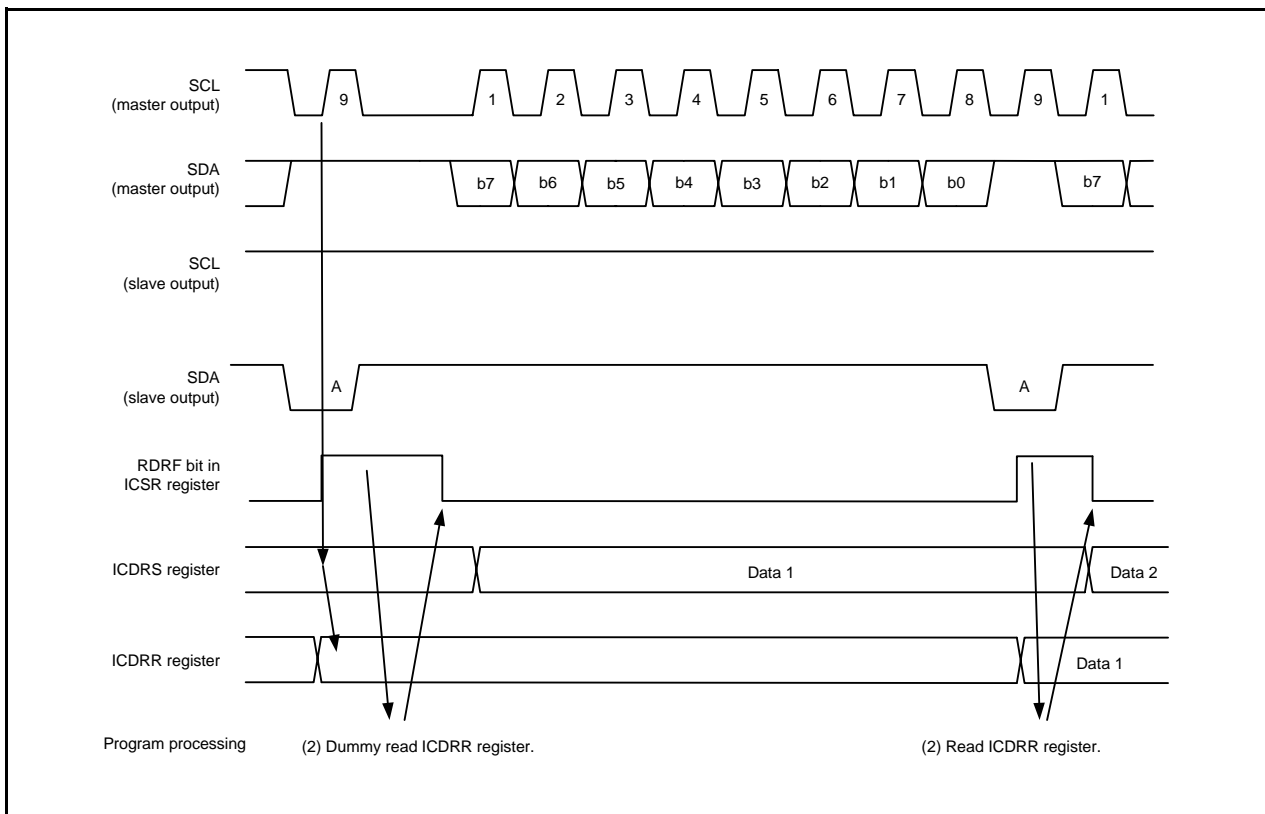 SCL
(master output)
9 1 2 3 4 5 6 7 8 9 1
SDA
(master output)
b7 b6 b5 b4 b3 b2 b1 b0 b7
SCL
(slave output)
SDA
(slave output)
A A
RDRF bit in
ICSR register
ICDRS register
Data 1 Data 2
ICDRR register
Data 1
Program processing (2) Dummy read ICDRR register. (2) Read ICDRR register.